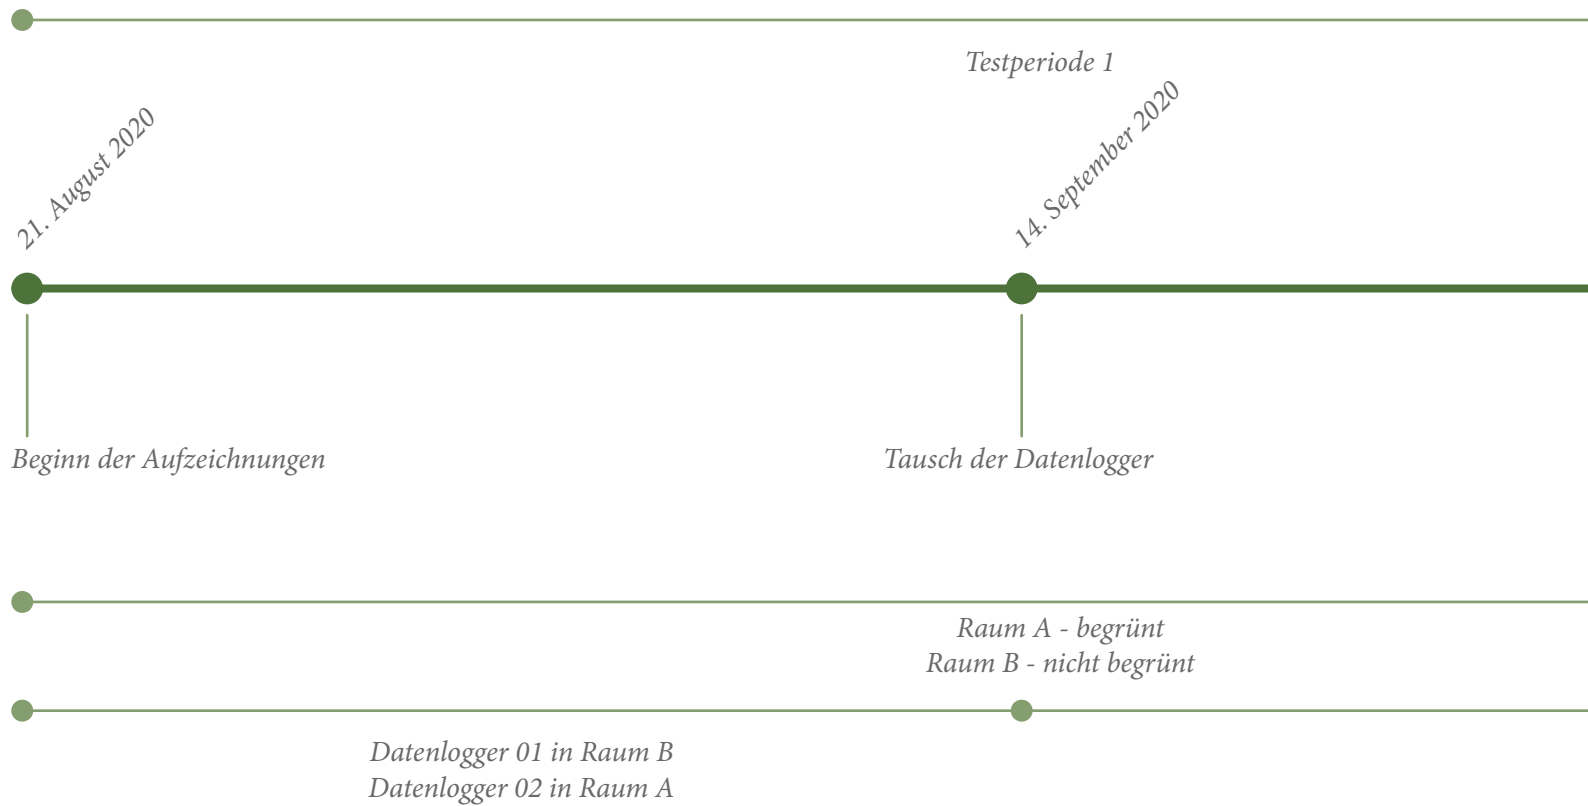 Testperiode 1
21. August 2020
14. September 2020
Beginn der Aufzeichnungen
Tausch der Datenlogger
Raum A - begrünt
Raum B - nicht begrünt
Datenlogger 01 in Raum B
Datenlogger 02 in Raum A